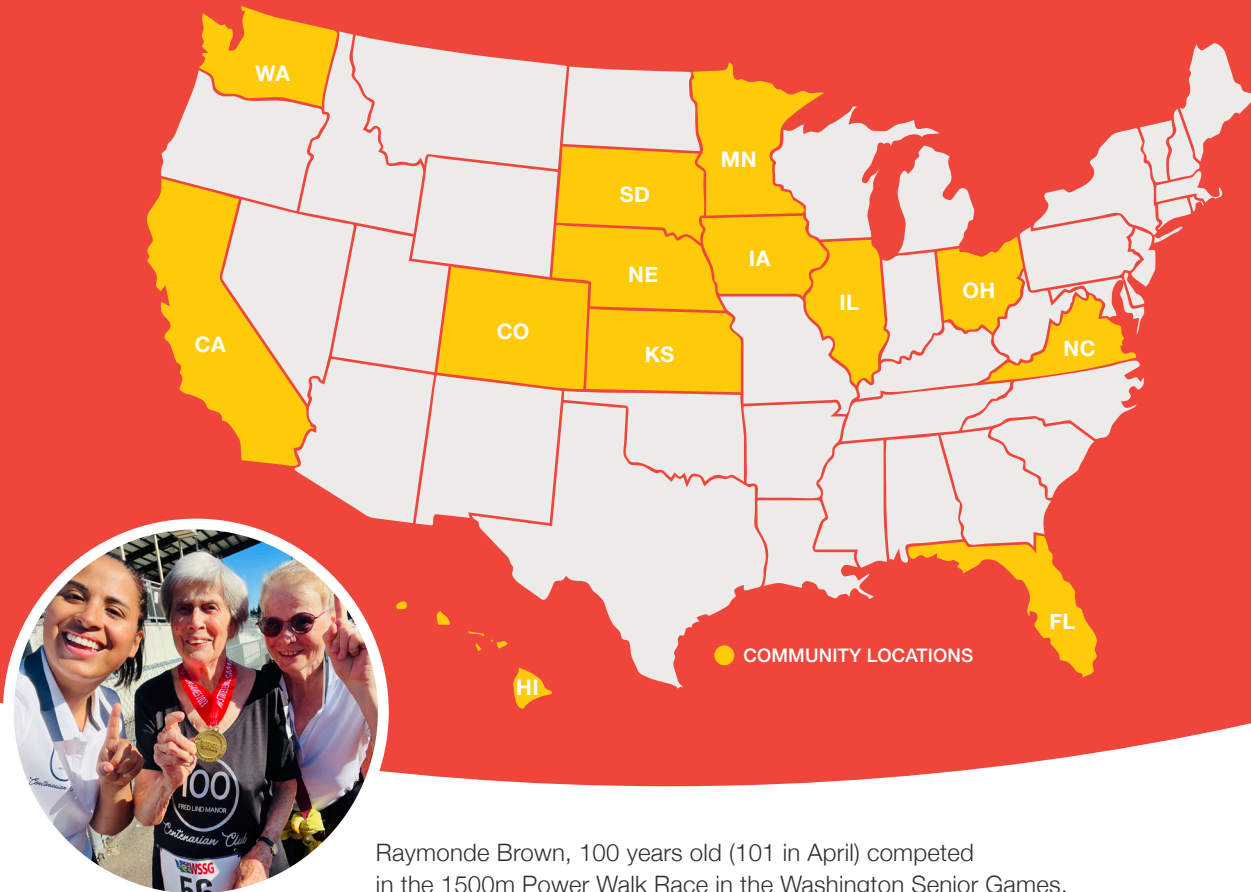 WA
MN
SD
IA
NE
OH
IL
CO
NC
CA
KS
FL
COMMUNITY LOCATIONS
HI
100
FRED LIND MANOR
Centenarian Club
WSSG
56
Raymonde Brown, 100 years old (101 in April) competed
in the 1500m Power Walk Race in the Washington Senior Games.